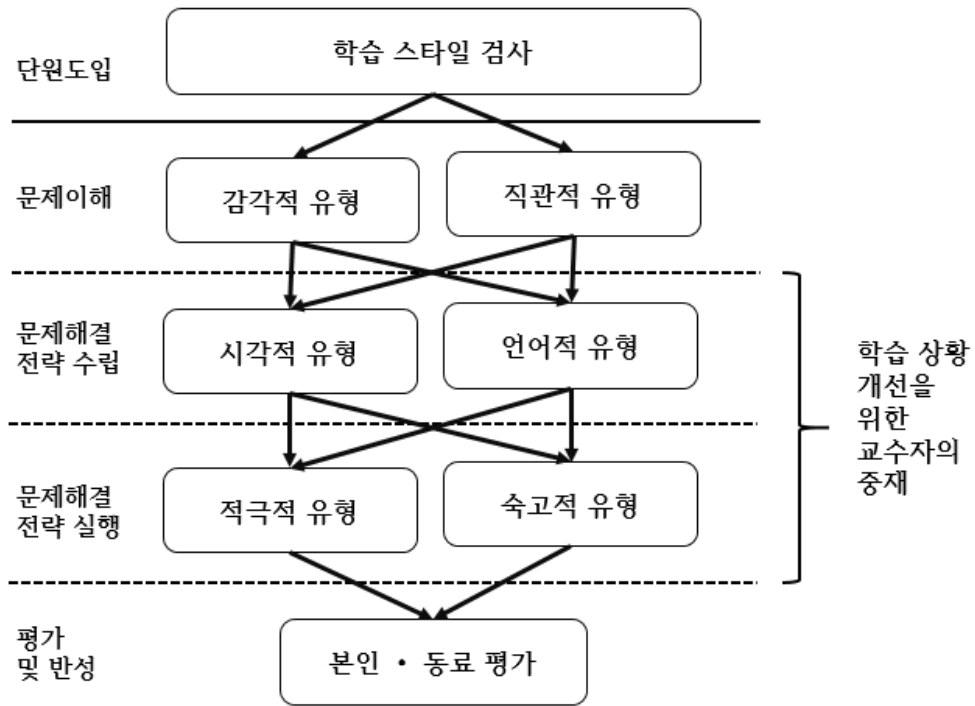 단원도입
학습 스타일 검사
문제이해
감각적 유형
직관적 유형
문제해결
전략 수립
시각적 유형
언어적 유형
학습 상황
개선을
위한
교수자의
중재
문제해결
전략 실행
적극적 유형
숙고적 유형
평가
및 반성
본인 · 동료 평가